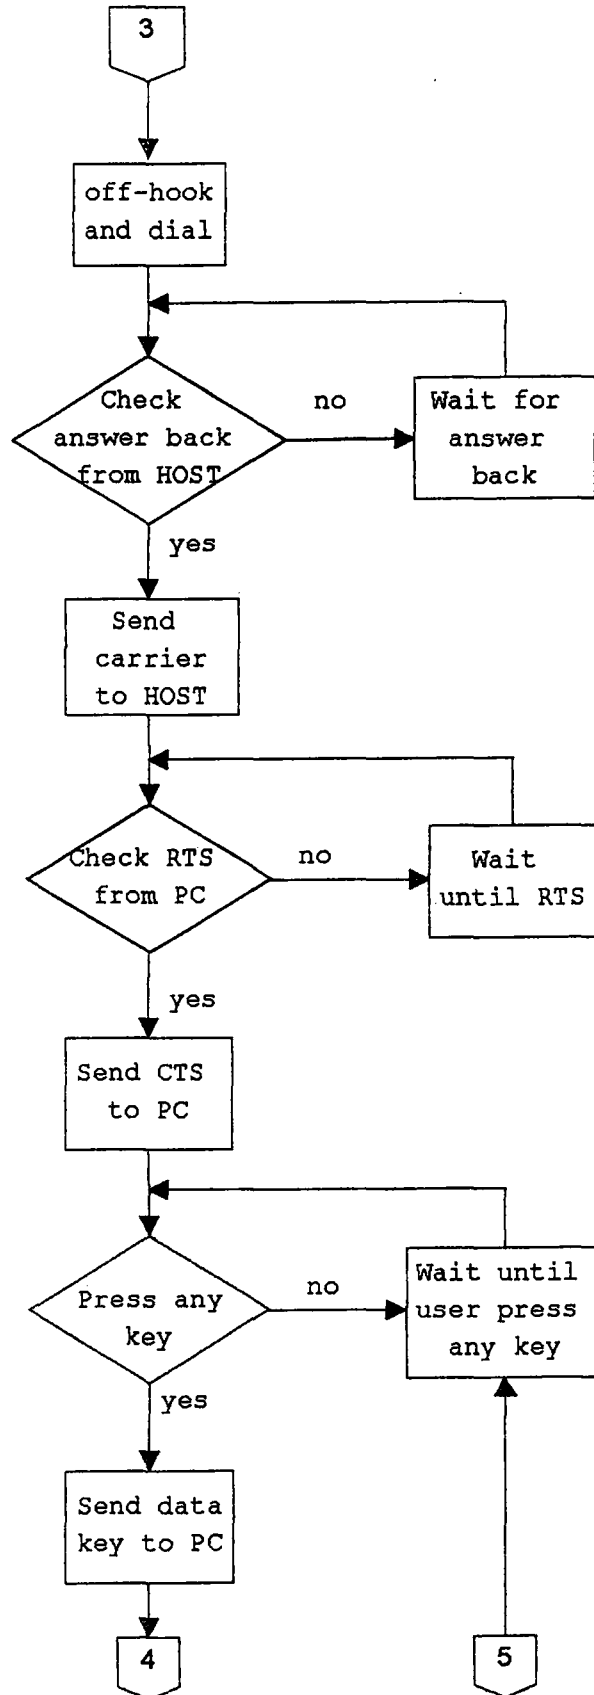 3
off-hook
and dial
Check
answer back
from HOST
no
Wait for
answer
back
yes
Send
carrier
to HOST
Check RTS
from PC
no
Wait
until RTS
yes
Send CTS
to PC
Press any
key
no
Wait until
user press
any key
yes
Send data
key to PC
4
5